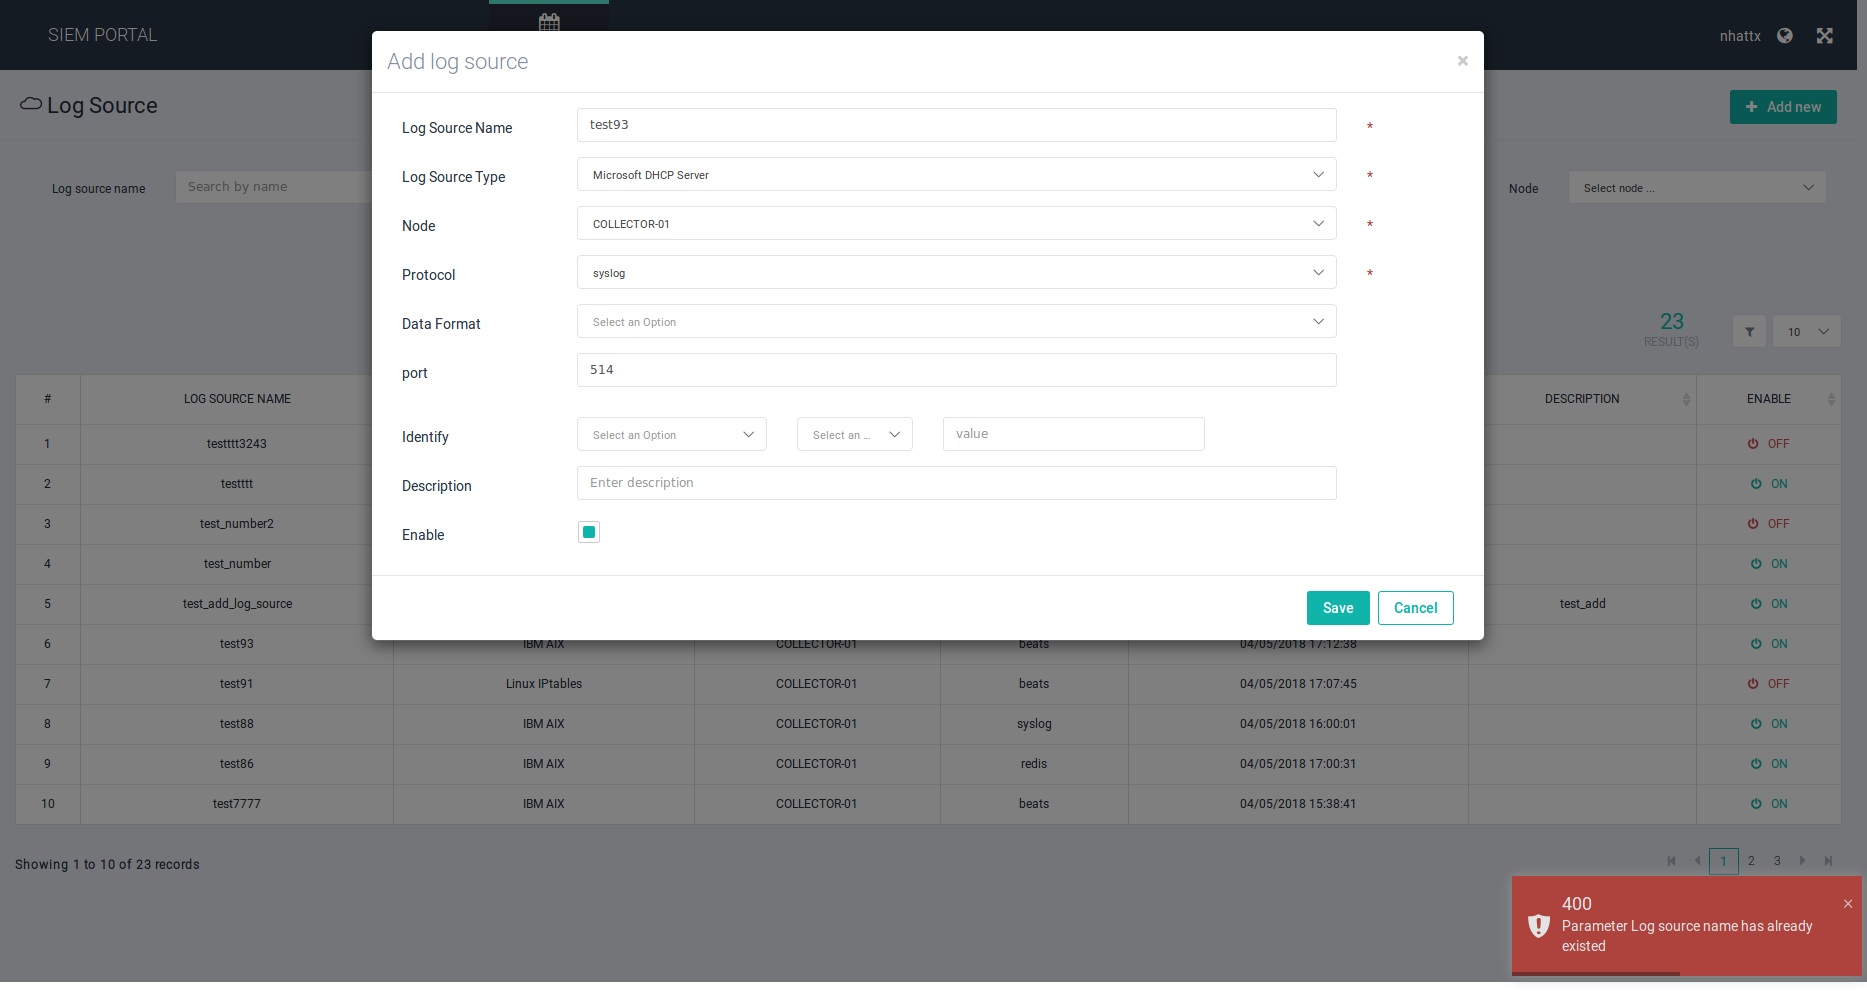 SIEM PORTAL
nhattx
Add log source
×
Log Source
+ Add new
Log Source Name
test93
*
Log Source Type
Microsoft DHCP Server
*
Node
COLLECTOR-01
*
Protocol
syslog
*
Data Format
Select an Option
port
514
Identify
Select an Option
Select an ...
value
Description
Enter description
Enable
Save
Cancel
Log source name
Search by name
Node
Select node ...
23
RESULT(S)
10
# LOG SOURCE NAME DESCRIPTION ENABLE
1 testttt3243 OFF
2 testttt ON
3 test_number2 OFF
4 test_number ON
5 test_add_log_source test_add ON
6 test93 IBM AIX COLLECTOR-01 beats 04/05/2018 17:12:38 ON
7 test91 Linux IPtables COLLECTOR-01 beats 04/05/2018 17:07:45 OFF
8 test88 IBM AIX COLLECTOR-01 syslog 04/05/2018 16:00:01 ON
9 test86 IBM AIX COLLECTOR-01 redis 04/05/2018 17:00:31 ON
10 test7777 IBM AIX COLLECTOR-01 beats 04/05/2018 15:38:41 ON
Showing 1 to 10 of 23 records
1 2 3
400
×
Parameter Log source name has already
existed